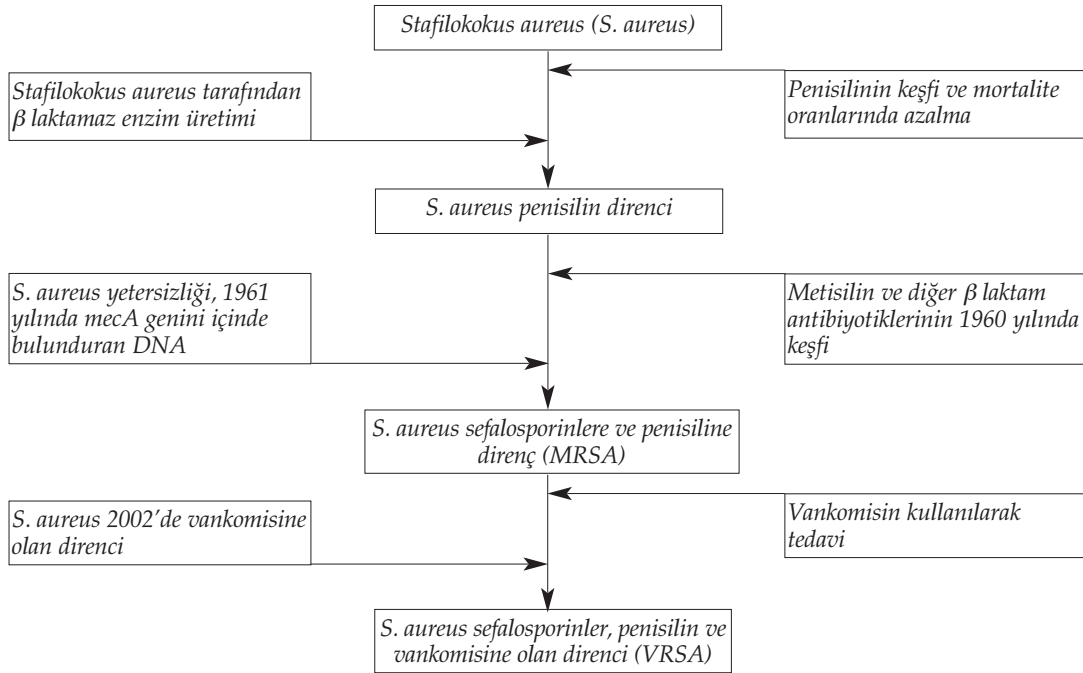 Stafilokokus aureus (S. aureus)
Stafilokokus aureus tarafından
β laktamaz enzim üretimi
Penisilinin keşfi ve mortalite
oranlarında azalma
S. aureus penisilin direnci
S. aureus yetersizliği, 1961
yılında mecA genini içinde
bulunduran DNA
Metisilin ve diğer β laktam
antibiyotiklerinin 1960 yılında
keşfi
S. aureus sefalosporinlere ve penisiline
direnç (MRSA)
S. aureus 2002'de vankomisine
olan direnci
Vankomisin kullanılarak
tedavi
S. aureus sefalosporinler, penisilin ve
vankomisine olan direnci (VRSA)